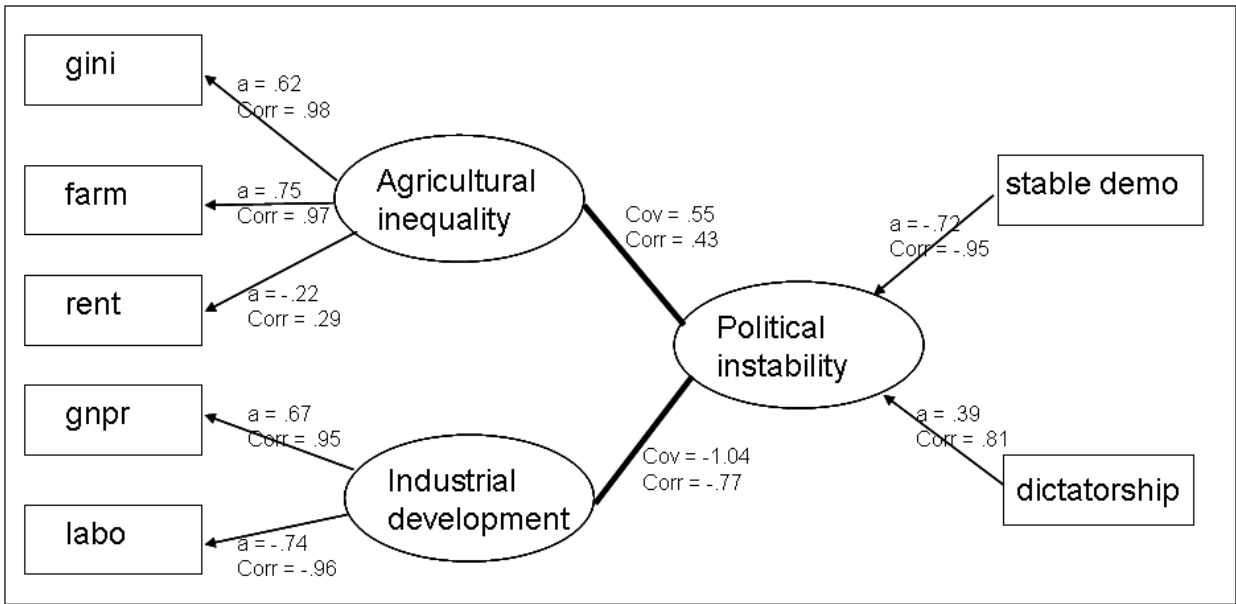 gini
a = .62
Corr = .98
farm
a = .75
Corr = .97
rent
a = -.22
Corr = .29
Agricultural
inequality
Cov = .55
Corr = .43
gnpr
a = .67
Corr = .95
labo
a = -.74
Corr = -.96
Industrial
development
Cov = -1.04
Corr = -.77
Political
instability
stable demo
a = -.72
Corr = -.95
dictatorship
a = .39
Corr = .81